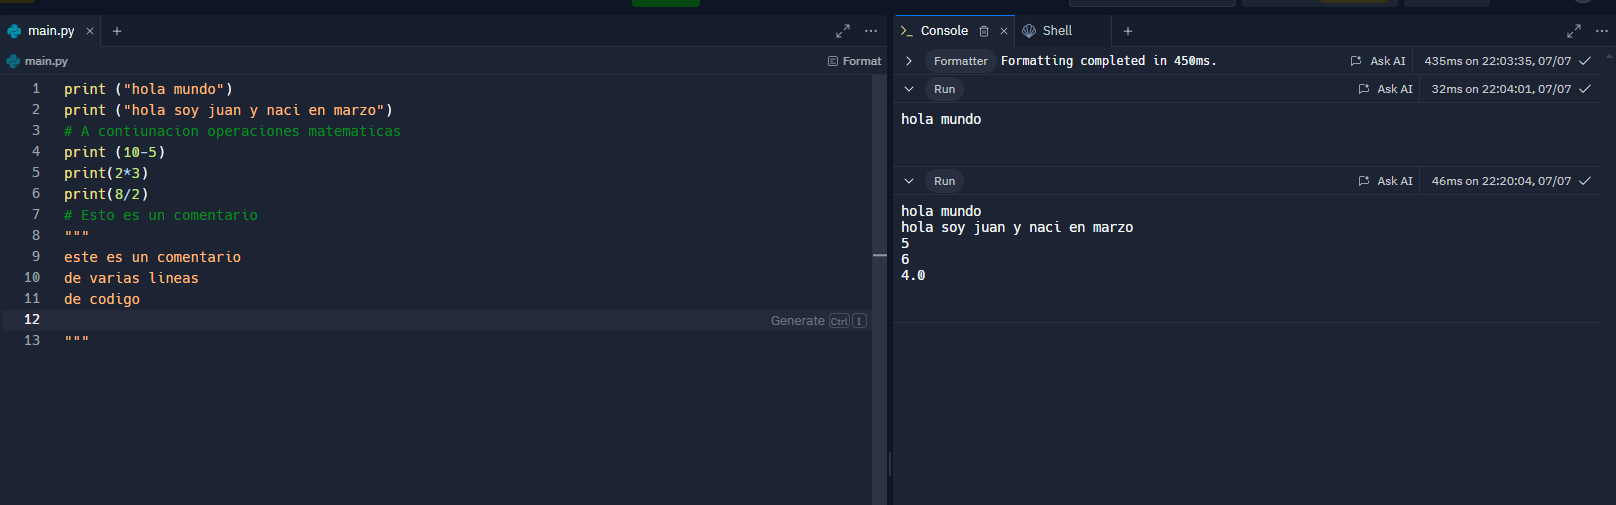 main.py
main.py
Format
1 print ("hola mundo")
2 print ("hola soy juan y naci en marzo")
3 # A contiunacion operaciones matematicas
4 print (10-5)
5 print(2*3)
6 print(8/2)
7 # Esto es un comentario
8 """
9 este es un comentario
10 de varias lineas
11 de codigo
12 Generate Ctrl I
13 """
Console
Shell
Formatter Formatting completed in 450ms. Ask AI 435ms on 22:03:35, 07/07
Run Ask AI 32ms on 22:04:01, 07/07
hola mundo
Run Ask AI 46ms on 22:20:04, 07/07
hola mundo
hola soy juan y naci en marzo
5
6
4.0